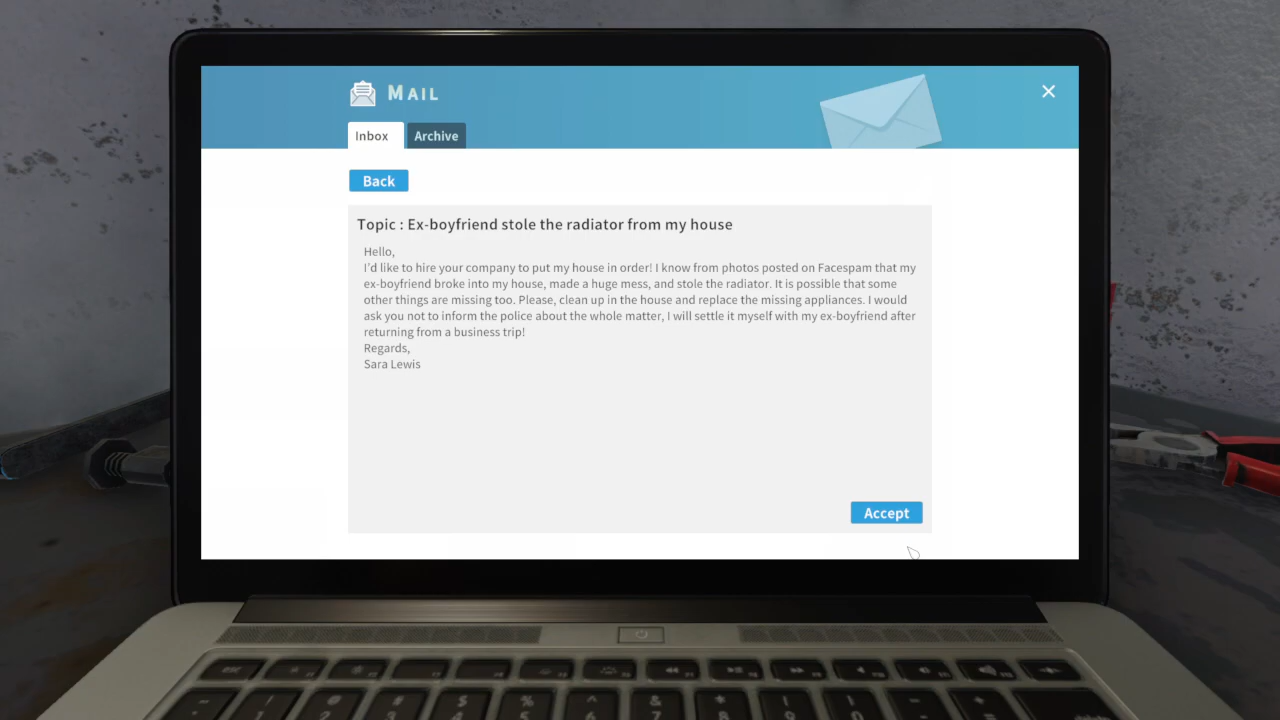 Mail
Inbox
Archive
Back
Topic : Ex-boyfriend stole the radiator from my house
Hello,
I'd like to hire your company to put my house in order! I know from photos posted on Facespam that my
ex-boyfriend broke into my house, made a huge mess, and stole the radiator. It is possible that some
other things are missing too. Please, clean up in the house and replace the missing appliances. I would
ask you not to inform the police about the whole matter, I will settle it myself with my ex-boyfriend after
returning from a business trip!
Regards,
Sara Lewis
Accept